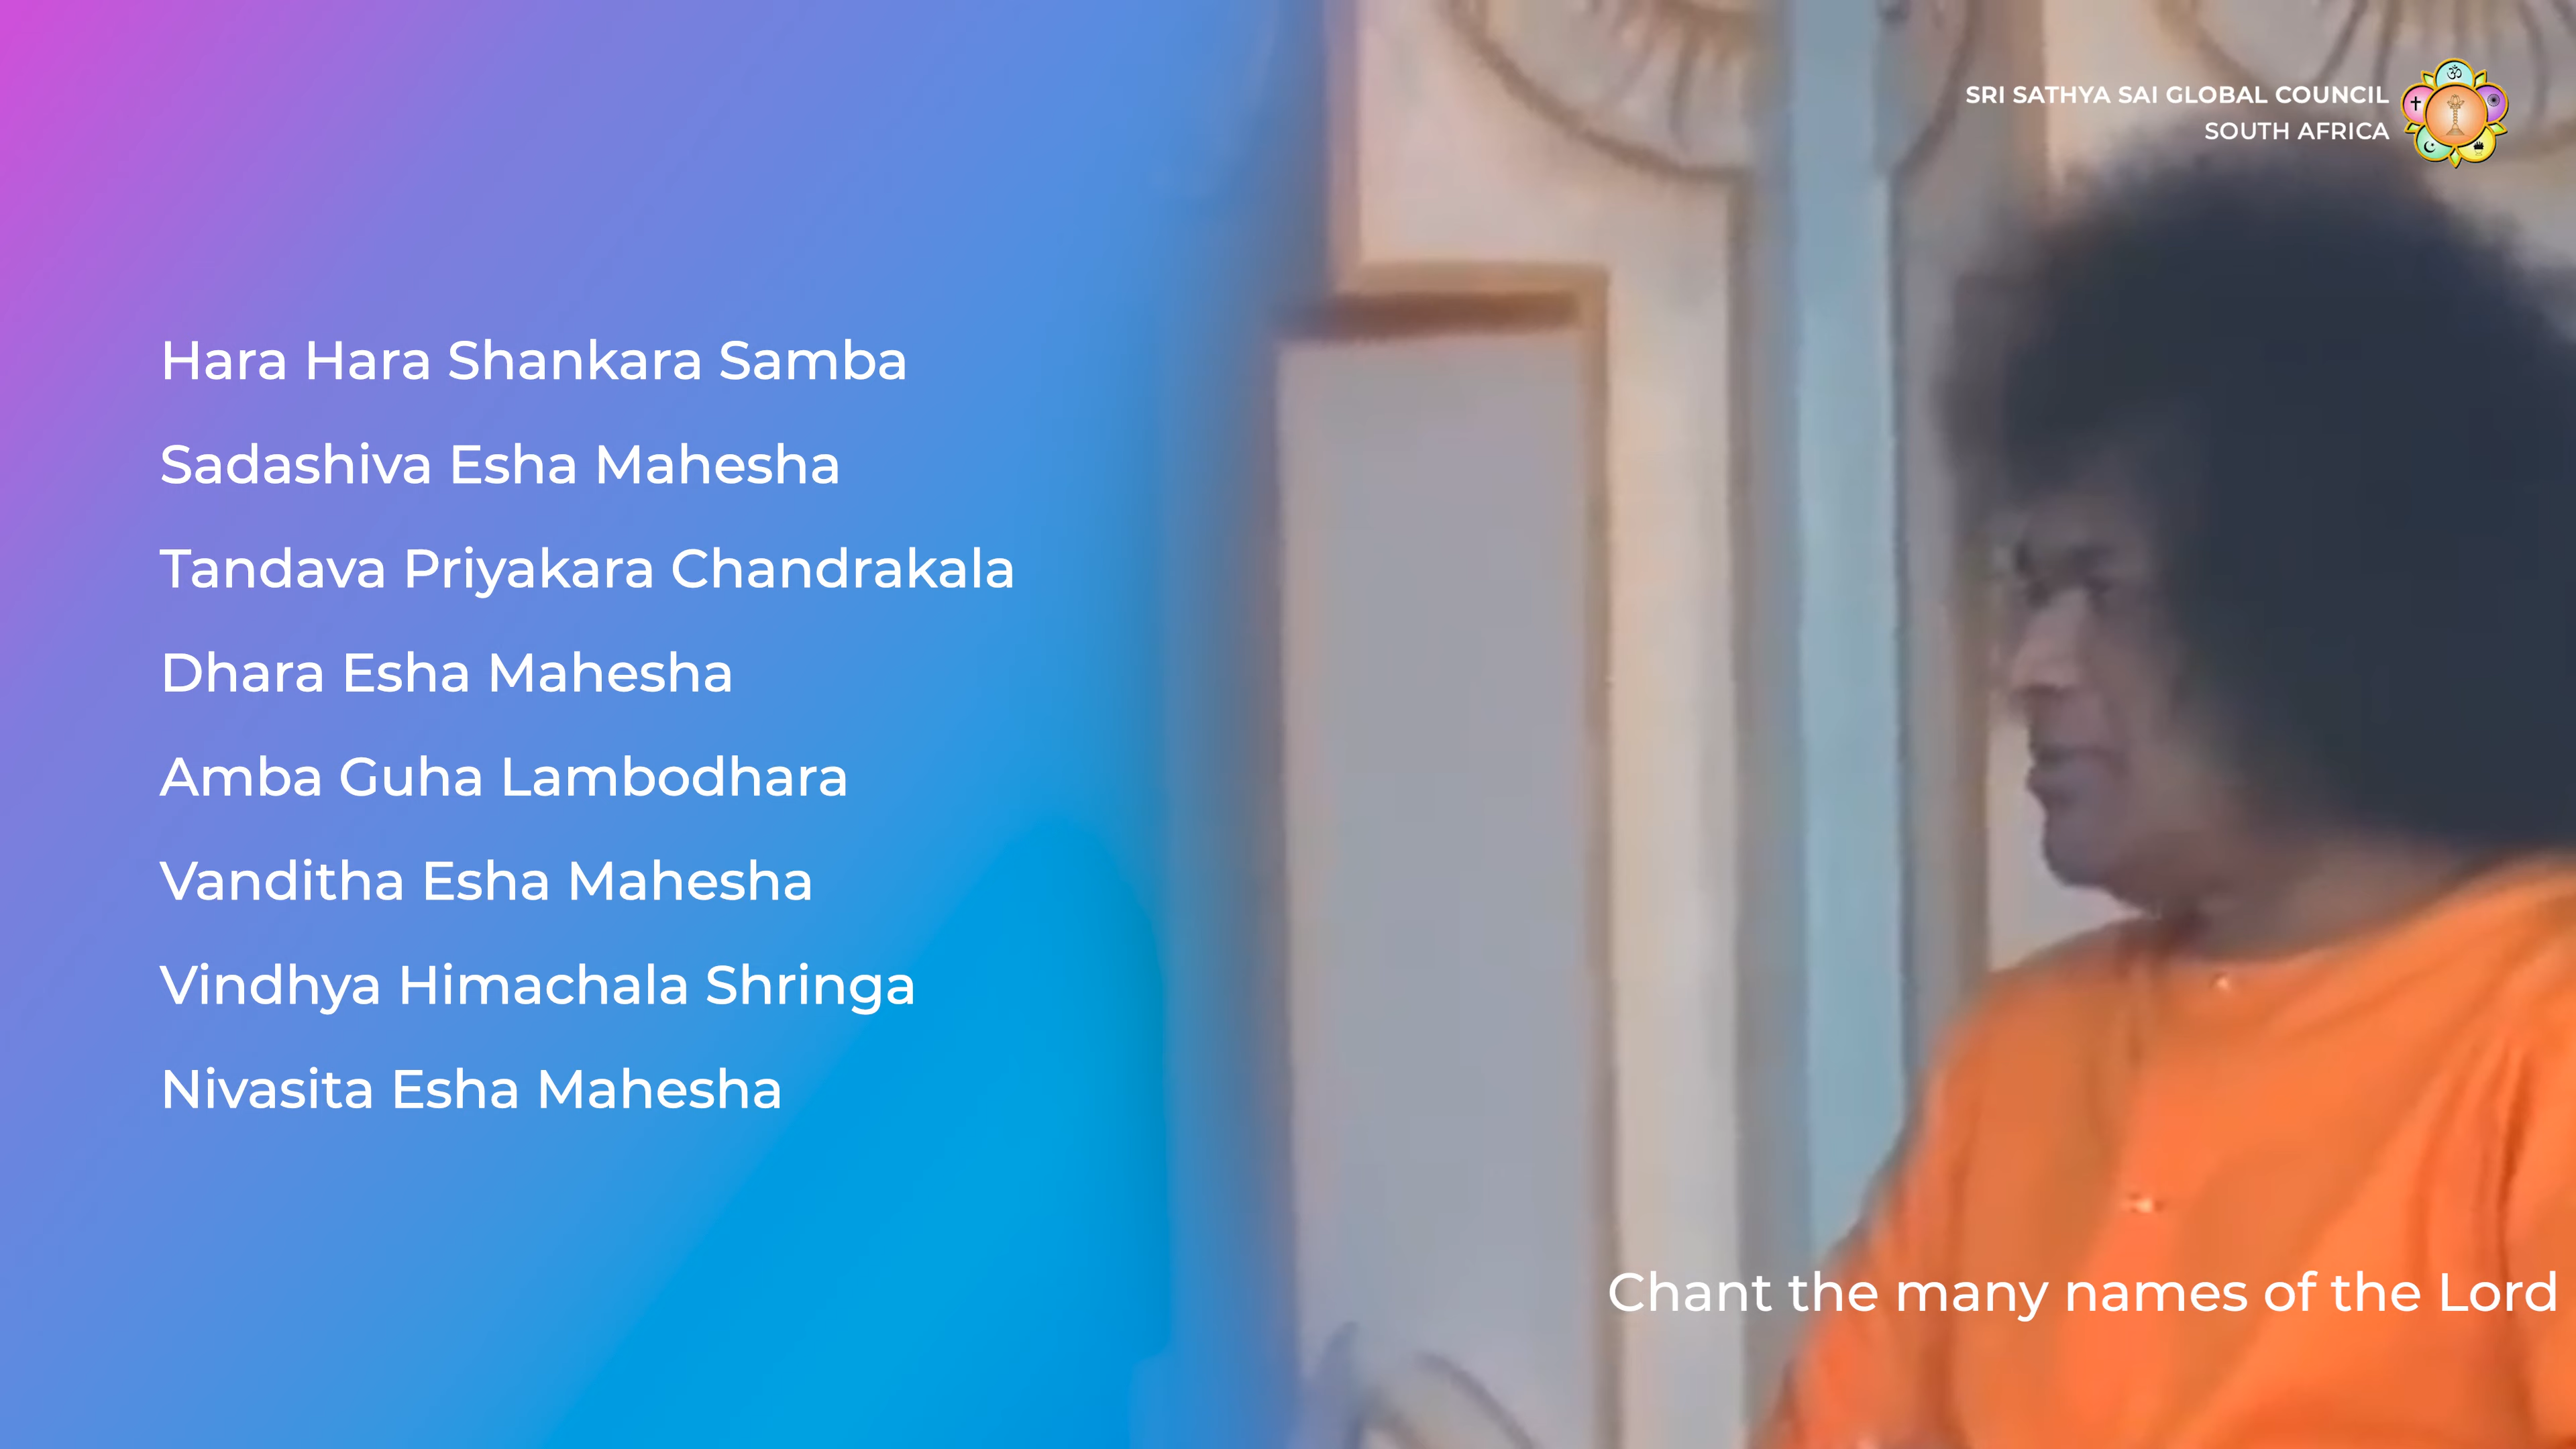 SRI SATHYA SAI GLOBAL COUNCIL
SOUTH AFRICA
Hara Hara Shankara Samba
Sadashiva Esha Mahesha
Tandava Priyakara Chandrakala
Dhara Esha Mahesha
Amba Guha Lambodhara
Vanditha Esha Mahesha
Vindhya Himachala Shringa
Nivasita Esha Mahesha
Chant the many names of the Lord